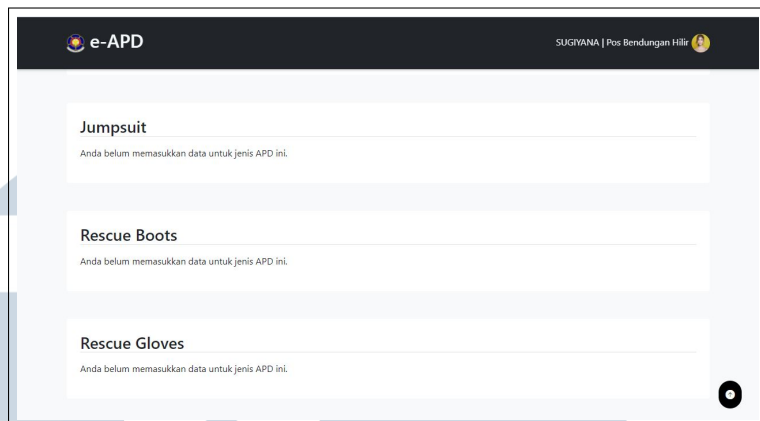 e-APD
SUGIYANA | Pos Bendungan Hilir
Jumpsuit
Anda belum memasukkan data untuk jenis APD ini.
Rescue Boots
Anda belum memasukkan data untuk jenis APD ini.
Rescue Gloves
Anda belum memasukkan data untuk jenis APD ini.